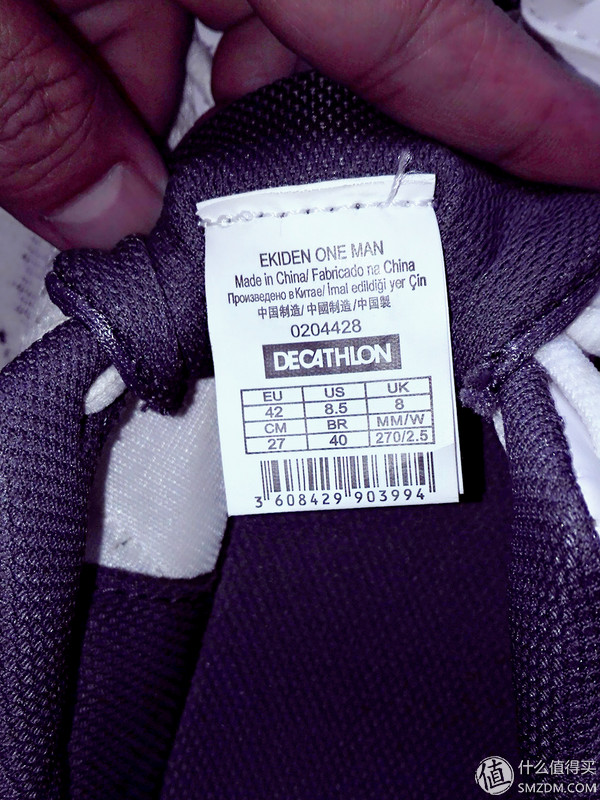 EKIDEN ONE MAN
Made in China/ Fabricado na China
Произведено в Китае/ İmal edildiği yer Çin
中国制造/ 中國制造/中国製
0204428
DECATHLON
EU US UK
42 8.5 8
CM BR MM/W
27 40 270/2.5
3 608429 903994
值 什么值得买
SMZDM.COM